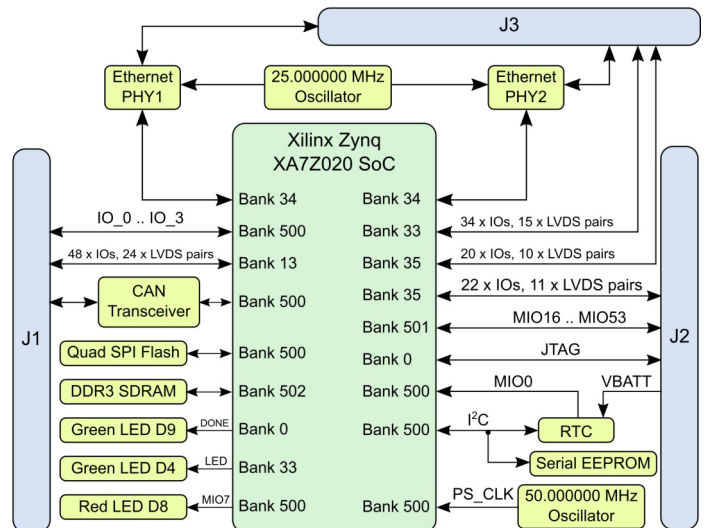 J3
Ethernet
PHY1
25.000000 MHz
Oscillator
Ethernet
PHY2
Xilinx Zynq
XA7Z020 SoC
J1
J2
IO_0 .. IO_3
48 x IOs, 24 x LVDS pairs
CAN
Transceiver
Quad SPI Flash
DDR3 SDRAM
Green LED D9
DONE
Green LED D4
LED
Red LED D8
MIO7
Bank 34
Bank 500
Bank 13
Bank 500
Bank 500
Bank 502
Bank 0
Bank 33
Bank 500
Bank 34
Bank 33
Bank 35
Bank 35
Bank 501
Bank 0
Bank 500
Bank 500
Bank 500
34 x IOs, 15 x LVDS pairs
20 x IOs, 10 x LVDS pairs
22 x IOs, 11 x LVDS pairs
MIO16 .. MIO53
JTAG
MIO0
VBATT
I²C
RTC
Serial EEPROM
PS_CLK
50.000000 MHz
Oscillator